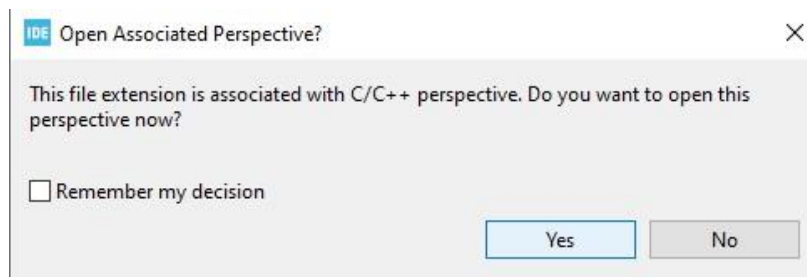 IDE Open Associated Perspective?
This file extension is associated with C/C++ perspective. Do you want to open this
perspective now?
Remember my decision
Yes No